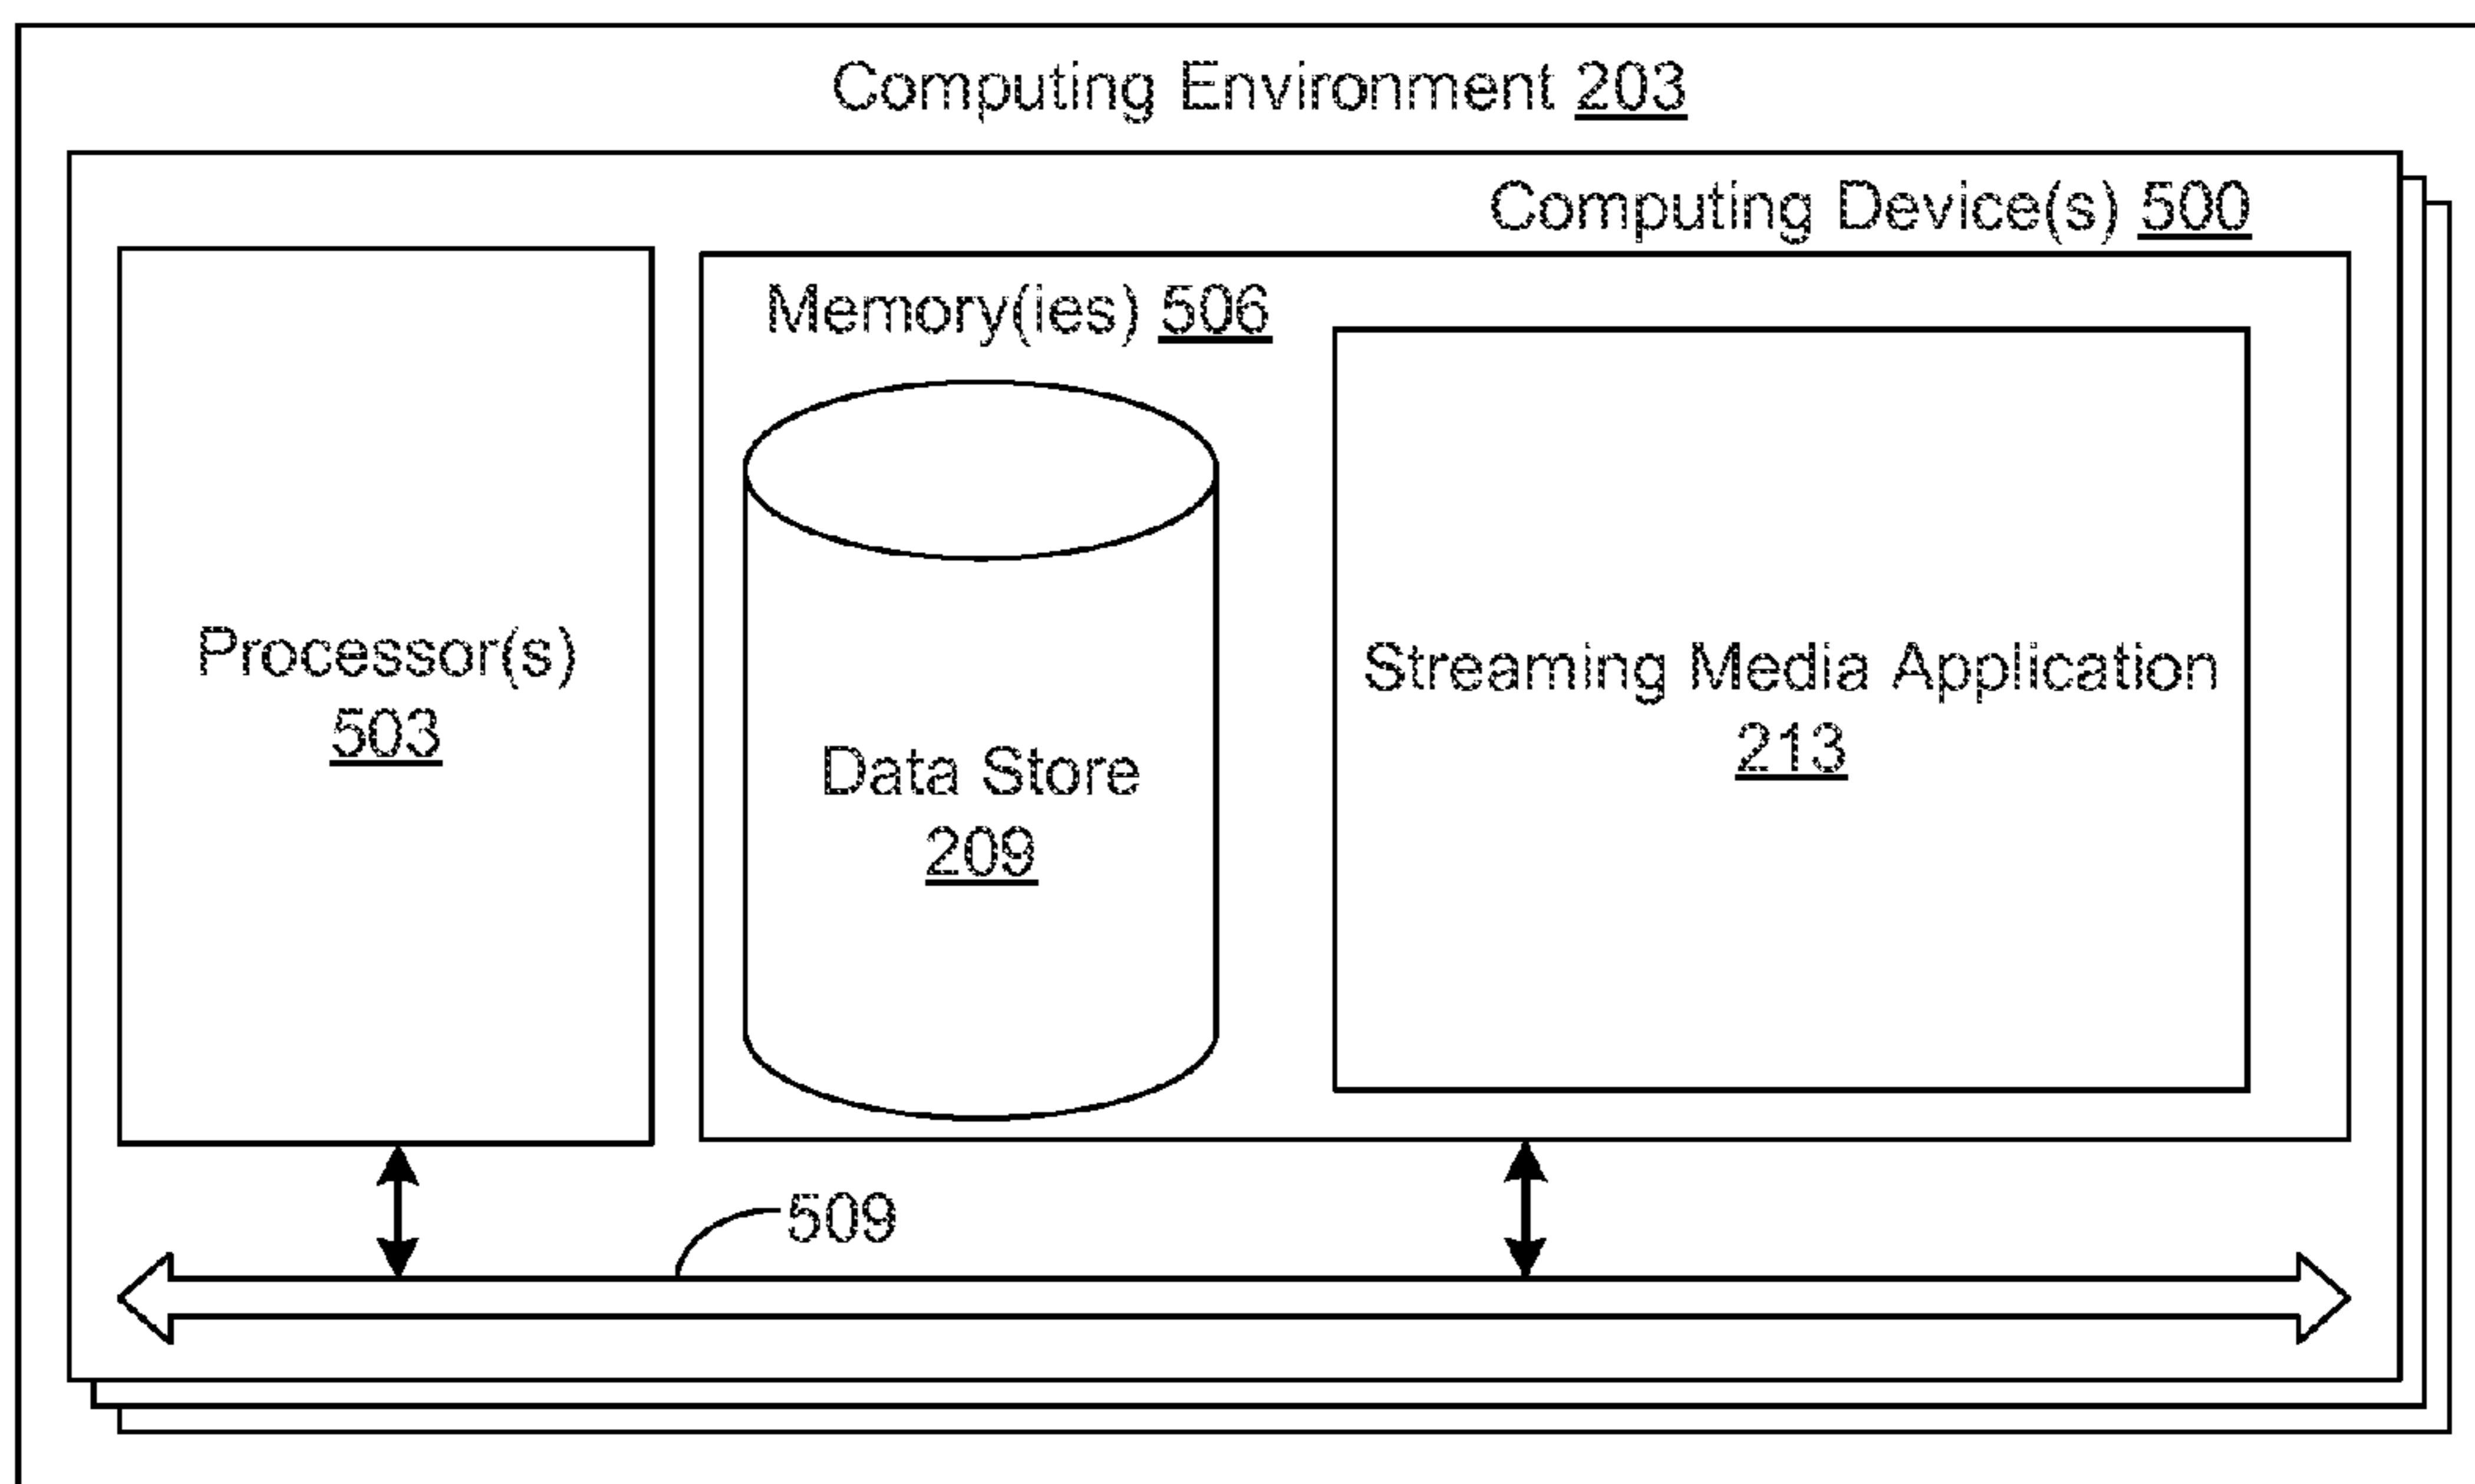 Computing Environment 203
Computing Device(s) 500
Memory(ies) 506
Processor(s)
503
Data Store
209
Streaming Media Application
213
509